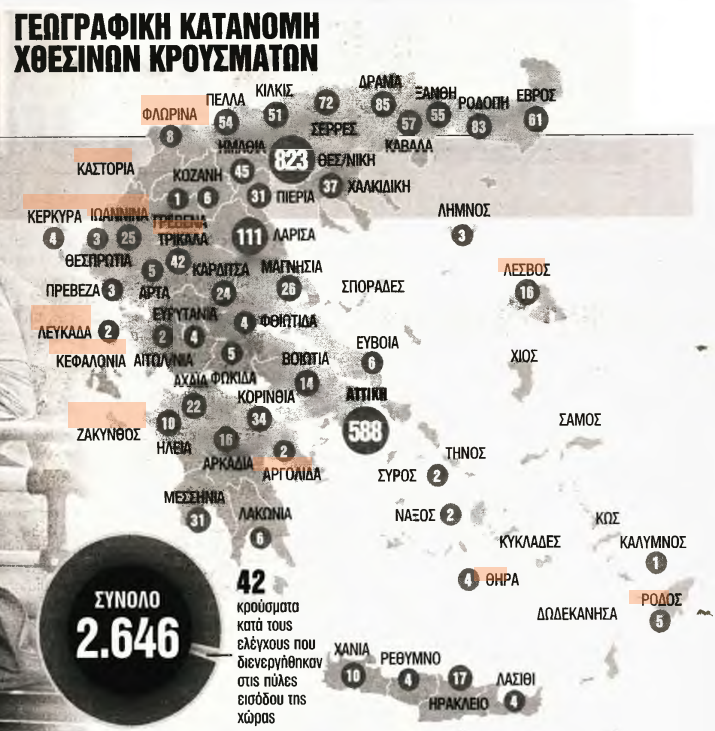 ΓΕΩΓΡΑΦΙΚΗ ΚΑΤΑΝΟΜΗ
ΧΘΕΣΙΝΩΝ ΚΡΟΥΣΜΑΤΩΝ
ΦΛΩΡΙΝΑ
8
ΠΕΛΛΑ
54
ΚΙΛΚΙΣ
51
72
ΣΕΡΡΕΣ
ΔΡΑΜΑ
85
ΞΑΝΘΗ
55
57
ΚΑΒΑΛΑ
ΡΟΔΟΠΗ
83
ΕΒΡΟΣ
61
ΚΑΣΤΟΡΙΑ
ΗΜΑΘΙΑ
45
823
ΘΕΣ/ΝΙΚΗ
ΚΟΖΑΝΗ
1
6
31
ΠΙΕΡΙΑ
37
ΧΑΛΚΙΔΙΚΗ
ΓΡΕΒΕΝΑ
ΚΕΡΚΥΡΑ
4
ΙΩΑΝΝΙΝΑ
3
25
ΘΕΣΠΡΩΤΙΑ
ΤΡΙΚΑΛΑ
42
111
ΛΑΡΙΣΑ
ΛΗΜΝΟΣ
3
ΠΡΕΒΕΖΑ
3
5
ΑΡΤΑ
ΚΑΡΔΙΤΣΑ
24
ΜΑΓΝΗΣΙΑ
26
ΣΠΟΡΑΔΕΣ
ΛΕΣΒΟΣ
16
ΛΕΥΚΑΔΑ
2
ΕΥΡΥΤΑΝΙΑ
2
4
4
ΦΘΙΩΤΙΔΑ
ΚΕΦΑΛΟΝΙΑ
ΑΙΤΩΛ/ΝΙΑ
5
ΦΩΚΙΔΑ
ΒΟΙΩΤΙΑ
14
ΕΥΒΟΙΑ
6
ΧΙΟΣ
ΑΧΑΪΑ
22
ΚΟΡΙΝΘΙΑ
34
ΑΤΤΙΚΗ
588
ΖΑΚΥΝΘΟΣ
10
ΗΛΕΙΑ
16
ΑΡΚΑΔΙΑ
2
ΑΡΓΟΛΙΔΑ
ΣΑΜΟΣ
ΤΗΝΟΣ
ΣΥΡΟΣ
2
ΜΕΣΣΗΝΙΑ
31
ΛΑΚΩΝΙΑ
6
ΝΑΞΟΣ
2
ΚΥΚΛΑΔΕΣ
ΚΩΣ
ΚΑΛΥΜΝΟΣ
1
4
ΘΗΡΑ
ΡΟΔΟΣ
5
ΔΩΔΕΚΑΝΗΣΑ
ΣΥΝΟΛΟ
2.646
42
κρούσματα
κατά τους
ελέγχους που
διενεργήθηκαν
στις πύλες
εισόδου της
χώρας
ΧΑΝΙΑ
10
ΡΕΘΥΜΝΟ
4
17
ΗΡΑΚΛΕΙΟ
ΛΑΣΙΘΙ
4